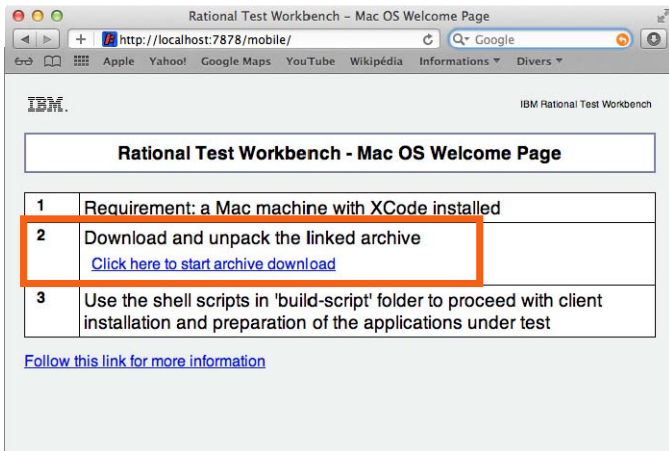 Rational Test Workbench – Mac OS Welcome Page
http://localhost:7878/mobile/
Google
Apple Yahoo! Google Maps YouTube Wikipédia Informations Divers
IBM.
IBM Rational Test Workbench
Rational Test Workbench - Mac OS Welcome Page
1 Requirement: a Mac machine with XCode installed
2 Download and unpack the linked archive
Click here to start archive download
3 Use the shell scripts in 'build-script' folder to proceed with client
installation and preparation of the applications under test
Follow this link for more information